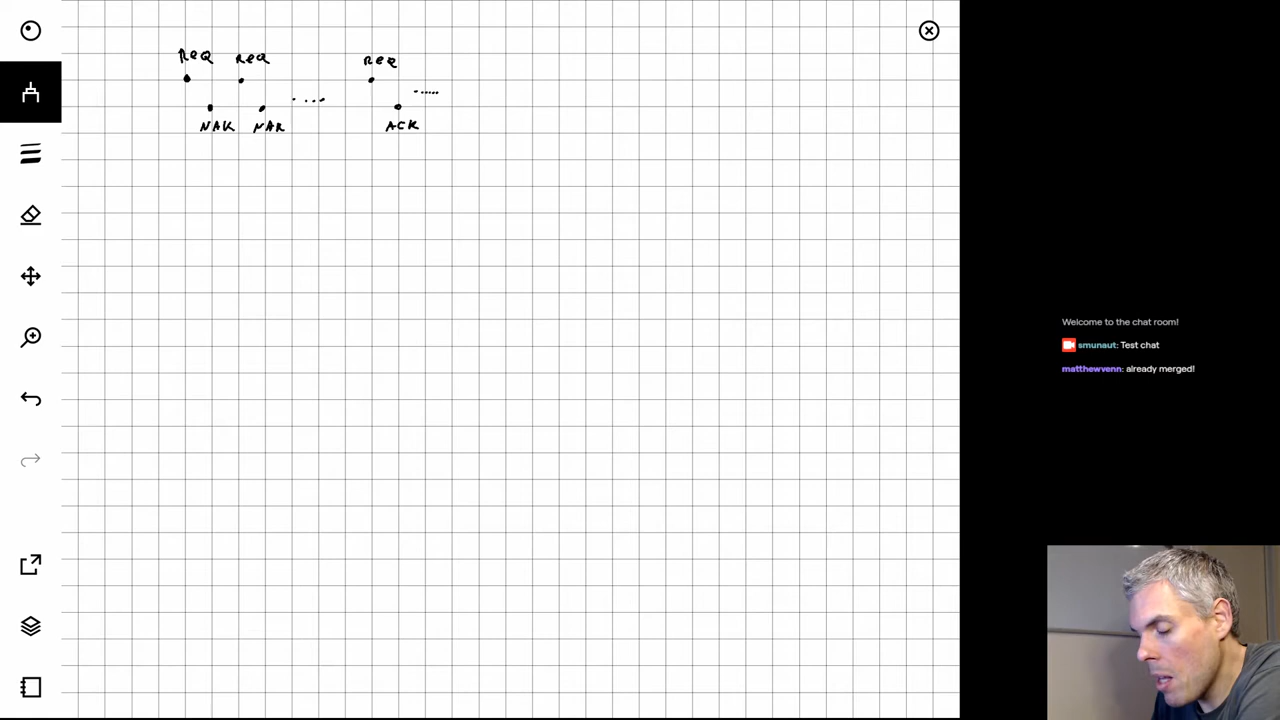 REQ REQ REQ
.... ......
NAK NAK ACK
Welcome to the chat room!
smunaut: Test chat
matthewvenn: already merged!